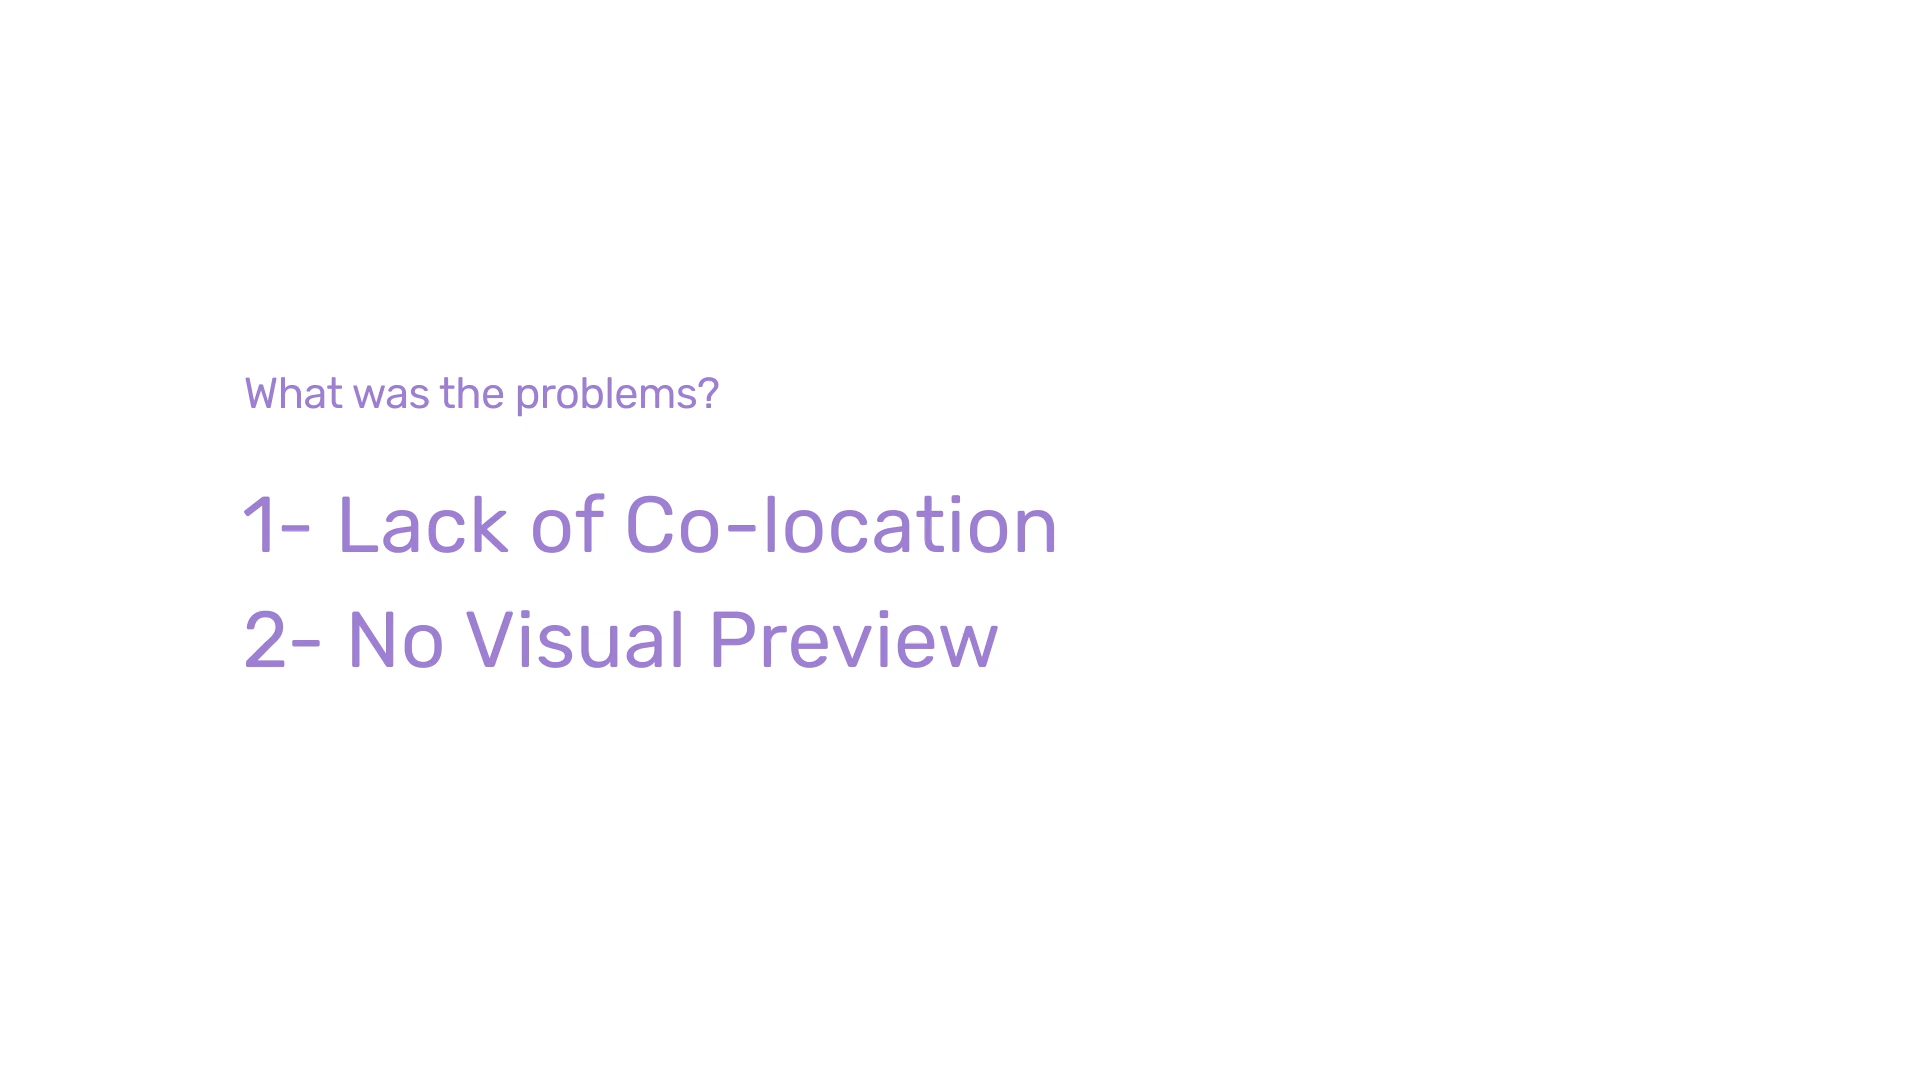 What was the problems?
1- Lack of Co-location
2- No Visual Preview